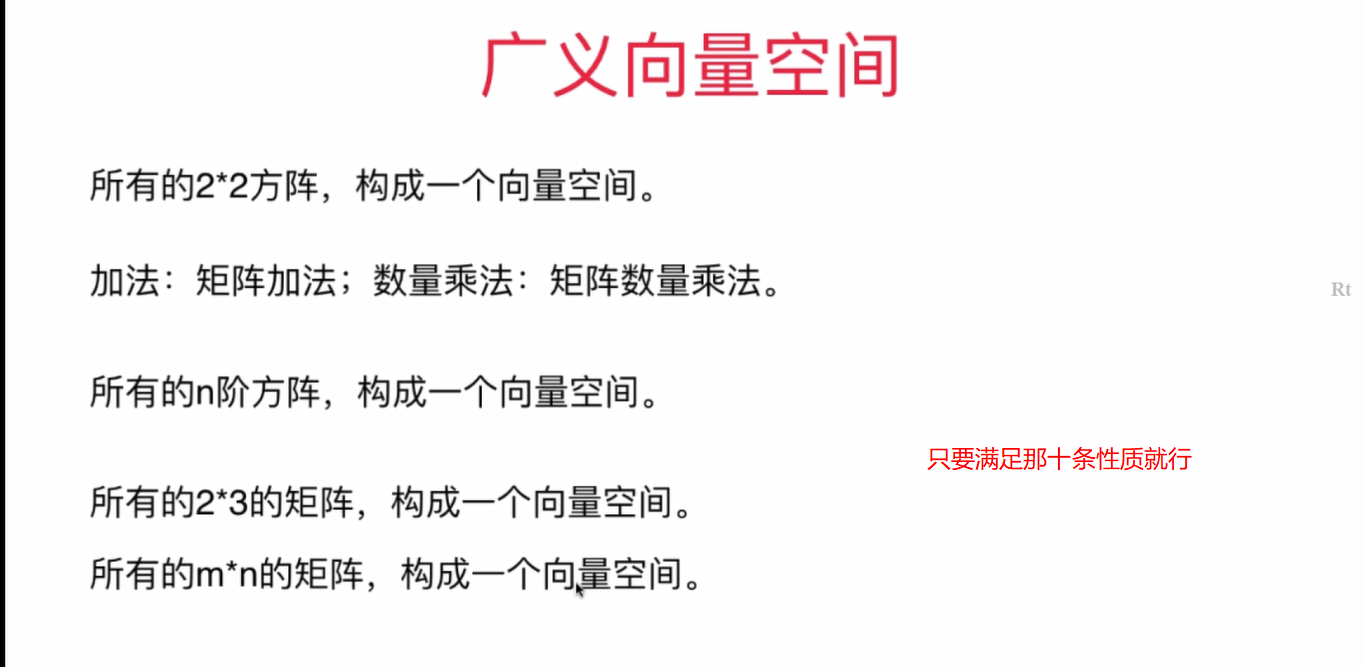 广义向量空间
所有的2*2方阵，构成一个向量空间。
加法：矩阵加法；数量乘法：矩阵数量乘法。
Rt
所有的n阶方阵，构成一个向量空间。
只要满足那十条性质就行
所有的2*3的矩阵，构成一个向量空间。
所有的m*n的矩阵，构成一个向量空间。